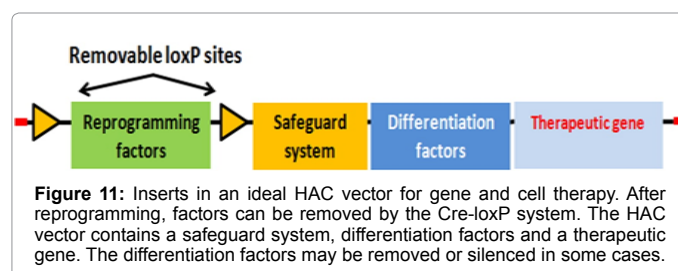 Removable loxP sites
Reprogramming
factors
Safeguard
system
Differentiation
factors
Therapeutic gene
Figure 11: Inserts in an ideal HAC vector for gene and cell therapy. After
reprogramming, factors can be removed by the Cre-loxP system. The HAC
vector contains a safeguard system, differentiation factors and a therapeutic
gene. The differentiation factors may be removed or silenced in some cases.